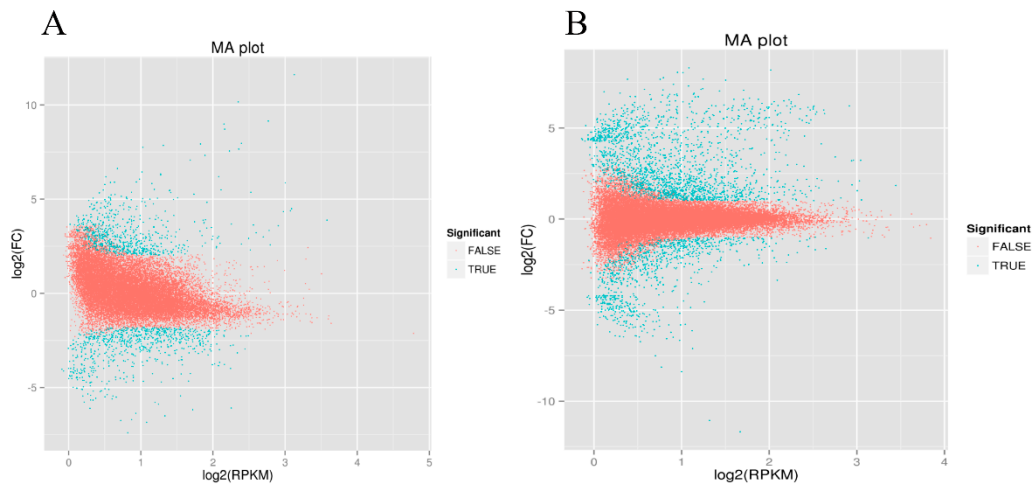 A
MA plot
10
5
0
-5
log2(FC)
0
1
2
3
4
5
log2(RPKM)
Significant
FALSE
TRUE
B
MA plot
5
0
-5
-10
log2(FC)
0
1
2
3
4
log2(RPKM)
Significant
FALSE
TRUE